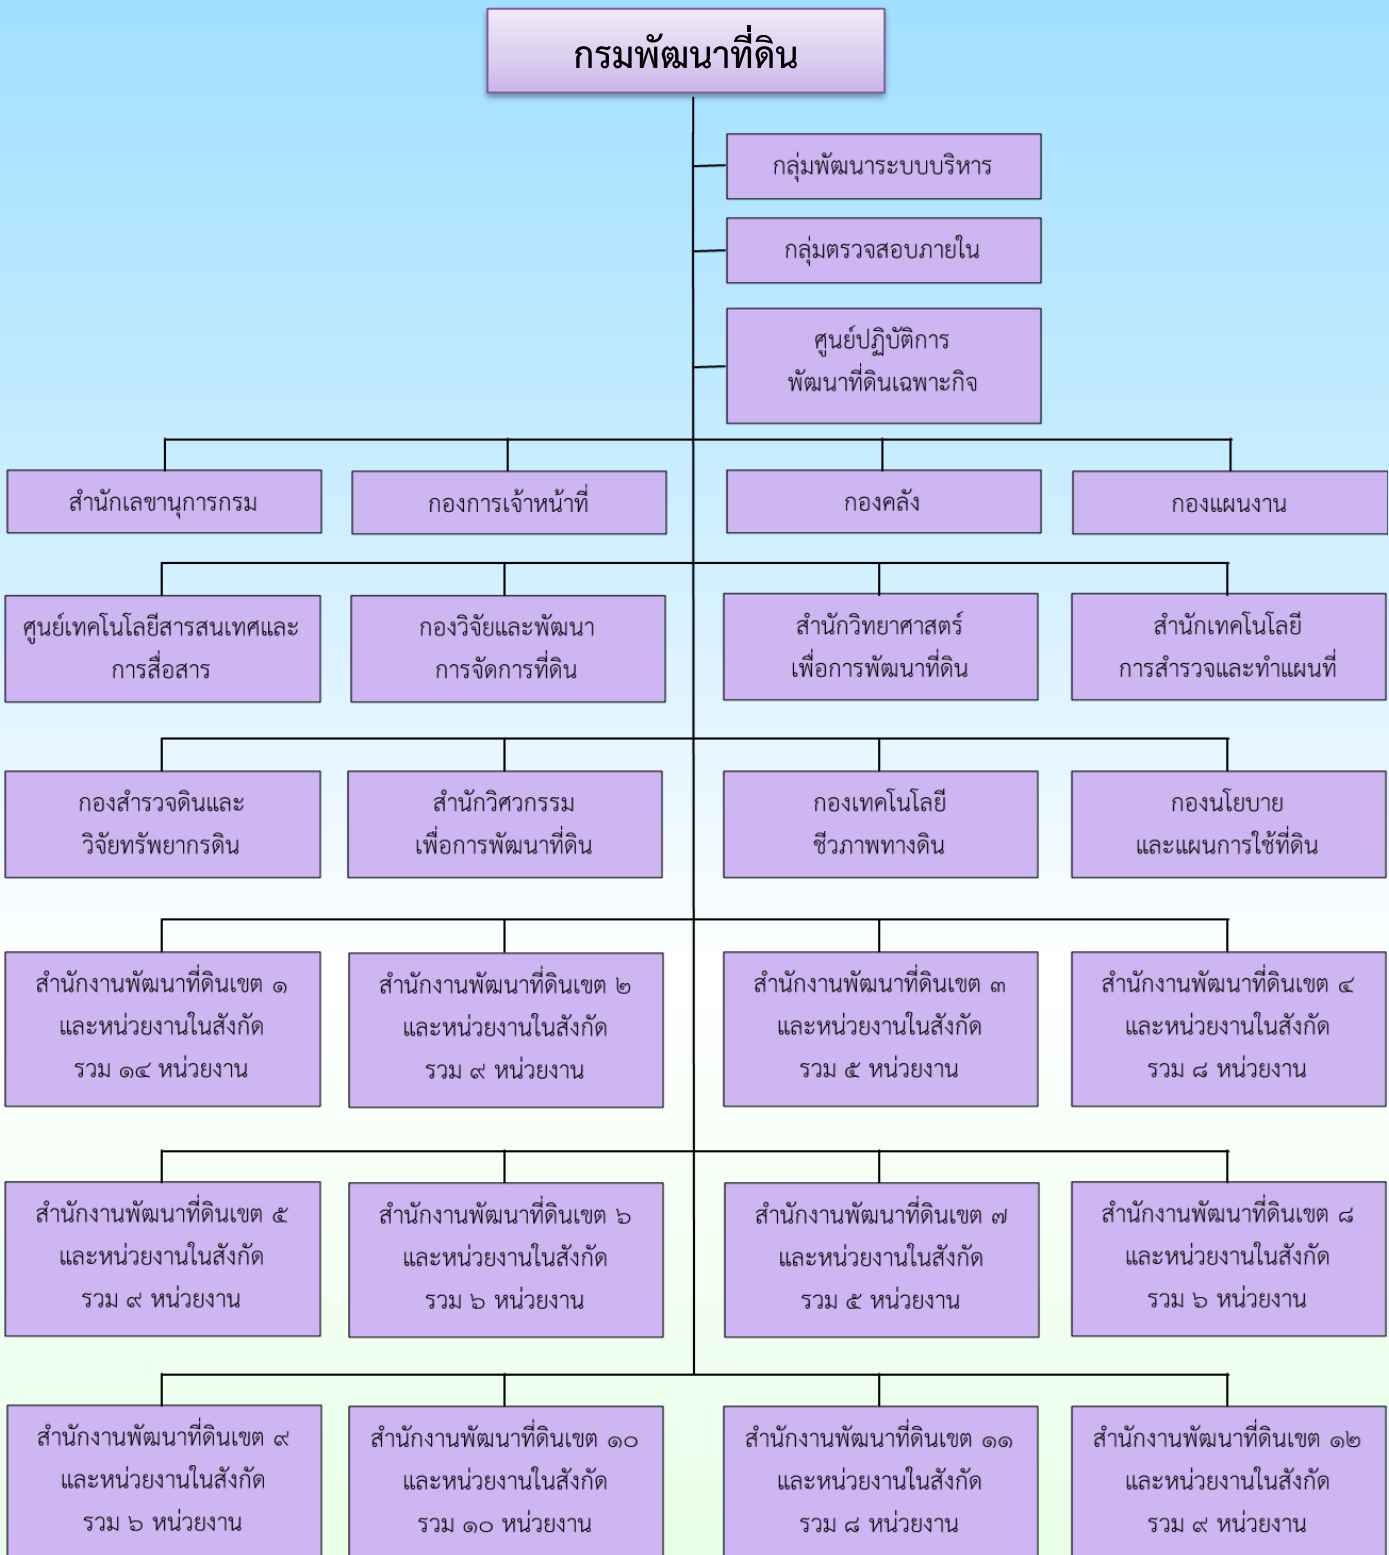 กรมพัฒนาที่ดิน
กลุ่มพัฒนาระบบบริหาร
กลุ่มตรวจสอบภายใน
ศูนย์ปฏิบัติการ
พัฒนาที่ดินเฉพาะกิจ
สำนักเลขานุการกรม
กองการเจ้าหน้าที่
กองคลัง
กองแผนงาน
ศูนย์เทคโนโลยีสารสนเทศและ
การสื่อสาร
กองวิจัยและพัฒนา
การจัดการที่ดิน
สำนักวิทยาศาสตร์
เพื่อการพัฒนาที่ดิน
สำนักเทคโนโลยี
การสำรวจและทำแผนที่
กองสำรวจดินและ
วิจัยทรัพยากรดิน
สำนักวิศวกรรม
เพื่อการพัฒนาที่ดิน
กองเทคโนโลยี
ชีวภาพทางดิน
กองนโยบาย
และแผนการใช้ที่ดิน
สำนักงานพัฒนาที่ดินเขต ๑
และหน่วยงานในสังกัด
รวม ๑๔ หน่วยงาน
สำนักงานพัฒนาที่ดินเขต ๒
และหน่วยงานในสังกัด
รวม ๙ หน่วยงาน
สำนักงานพัฒนาที่ดินเขต ๓
และหน่วยงานในสังกัด
รวม ๕ หน่วยงาน
สำนักงานพัฒนาที่ดินเขต ๔
และหน่วยงานในสังกัด
รวม ๘ หน่วยงาน
สำนักงานพัฒนาที่ดินเขต ๕
และหน่วยงานในสังกัด
รวม ๙ หน่วยงาน
สำนักงานพัฒนาที่ดินเขต ๖
และหน่วยงานในสังกัด
รวม ๖ หน่วยงาน
สำนักงานพัฒนาที่ดินเขต ๗
และหน่วยงานในสังกัด
รวม ๕ หน่วยงาน
สำนักงานพัฒนาที่ดินเขต ๘
และหน่วยงานในสังกัด
รวม ๖ หน่วยงาน
สำนักงานพัฒนาที่ดินเขต ๙
และหน่วยงานในสังกัด
รวม ๖ หน่วยงาน
สำนักงานพัฒนาที่ดินเขต ๑๐
และหน่วยงานในสังกัด
รวม ๑๐ หน่วยงาน
สำนักงานพัฒนาที่ดินเขต ๑๑
และหน่วยงานในสังกัด
รวม ๘ หน่วยงาน
สำนักงานพัฒนาที่ดินเขต ๑๒
และหน่วยงานในสังกัด
รวม ๙ หน่วยงาน